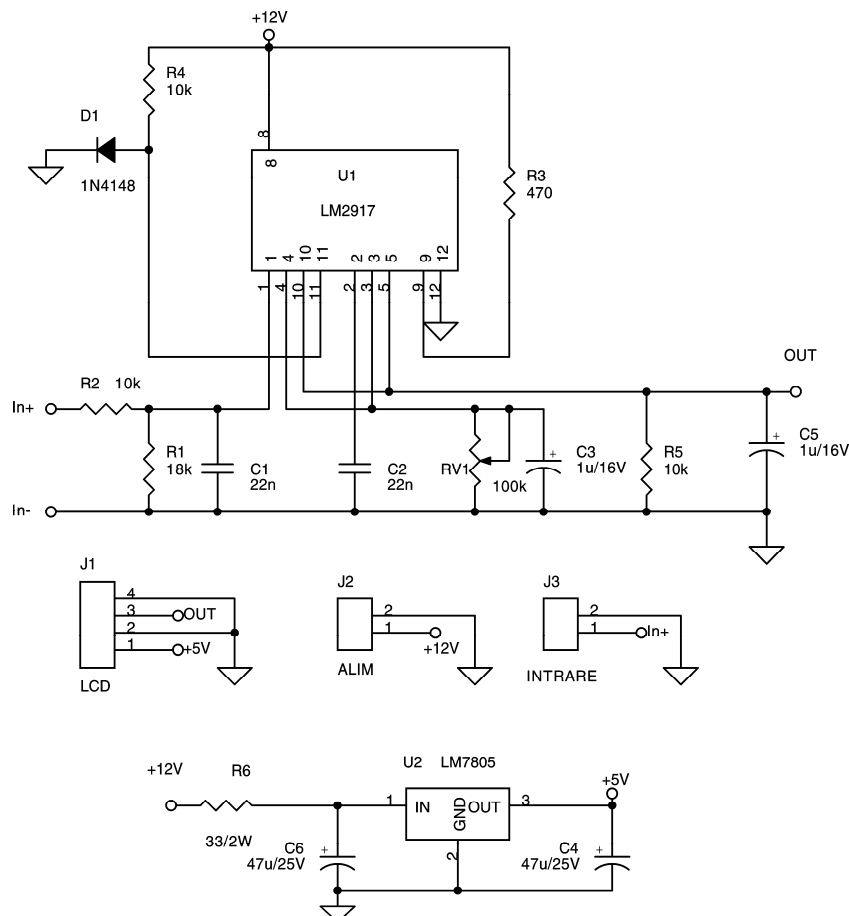 +12V
R4
10k
D1
1N4148
8
8
U1
LM2917
R3
470
1 4 10 11 2 3 5 9 12
1 4 10 11 2 3 5 9 12
OUT
R2 10k
In+
R1
18k
C1
22n
C2
22n
RV1
100k
+
C3
1u/16V
R5
10k
+
C5
1u/16V
In-
J1
4
3 OUT
2
1 +5V
LCD
J2
2
1
+12V
ALIM
J3
2
1 In+
INTRARE
+12V
R6
33/2W
U2 LM7805
1 IN GND OUT 3
2
+5V
+
C6
47u/25V
+
C4
47u/25V